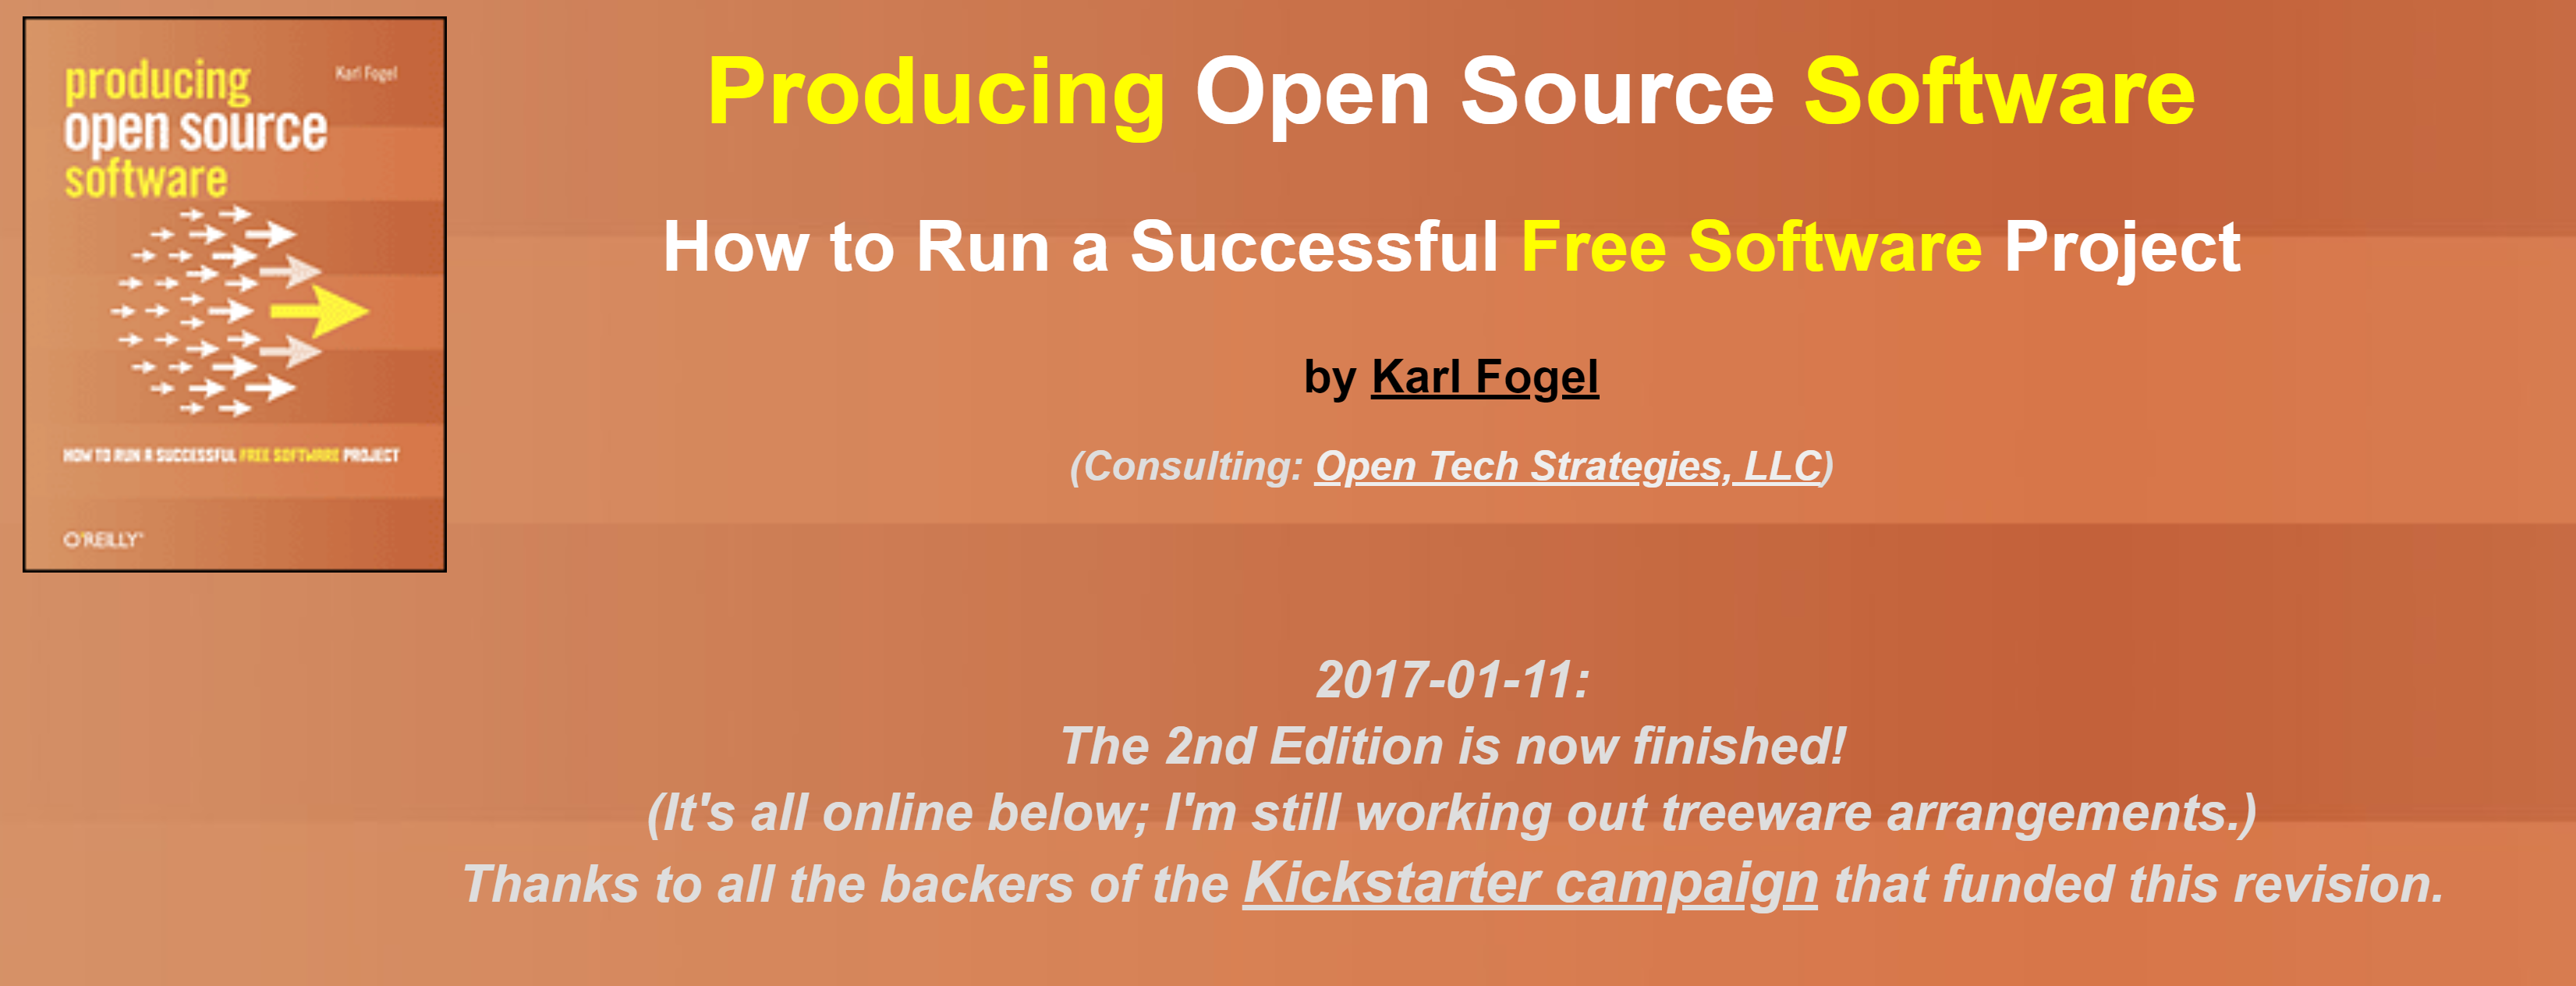 producing
Karl Fogel
open source
software
HOW TO RUN A SUCCESSFUL FREE SOFTWARE PROJECT
O'REILLY
Producing Open Source Software
How to Run a Successful Free Software Project
by Karl Fogel
(Consulting: Open Tech Strategies, LLC)
2017-01-11:
The 2nd Edition is now finished!
(It's all online below; I'm still working out treeware arrangements.)
Thanks to all the backers of the Kickstarter campaign that funded this revision.